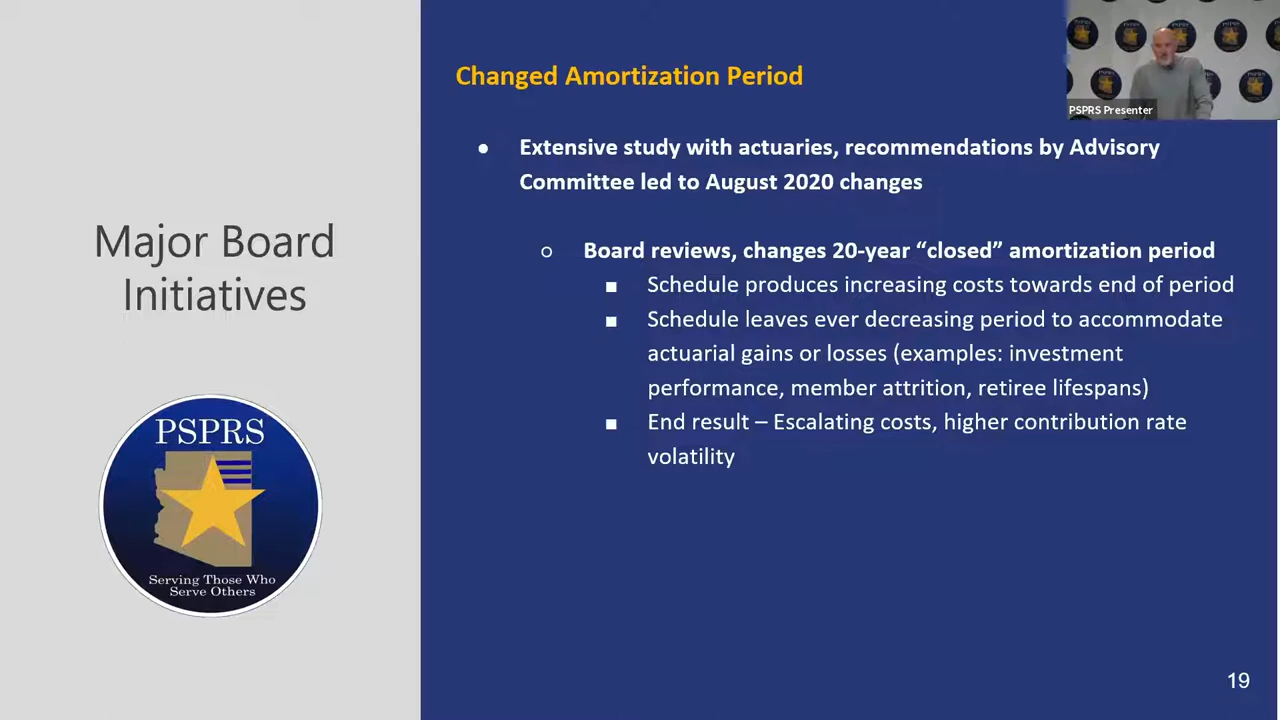 Major Board
Initiatives
PSPRS
Serving Those Who
Serve Others
Changed Amortization Period
● Extensive study with actuaries, recommendations by Advisory
Committee led to August 2020 changes
○ Board reviews, changes 20-year “closed” amortization period
■ Schedule produces increasing costs towards end of period
■ Schedule leaves ever decreasing period to accommodate
actuarial gains or losses (examples: investment
performance, member attrition, retiree lifespans)
■ End result – Escalating costs, higher contribution rate
volatility
PSPRS Presenter
19